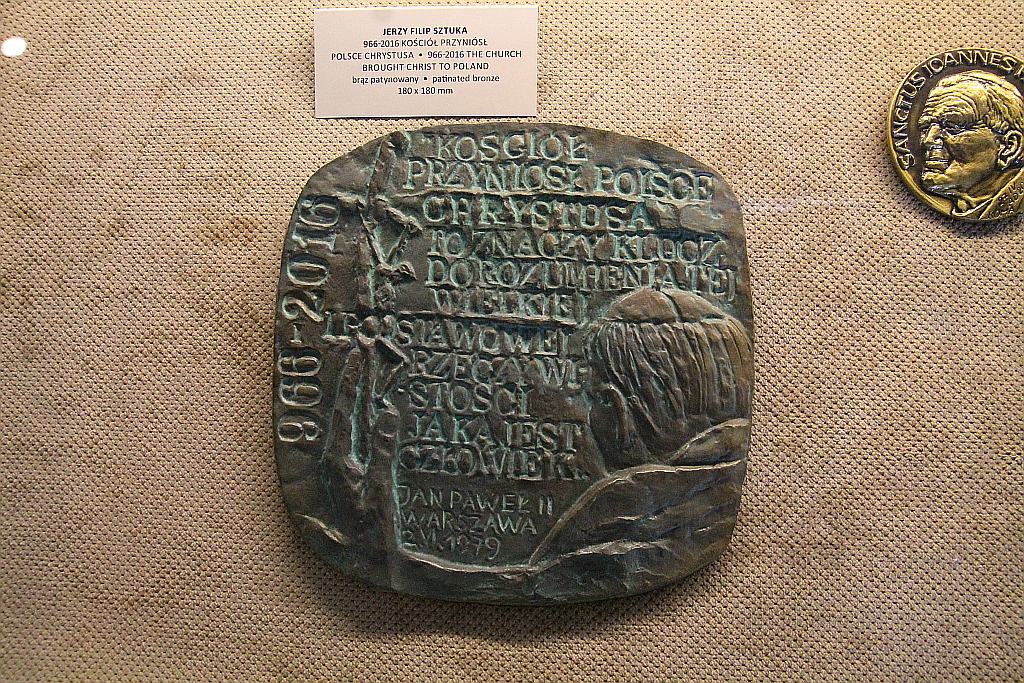 JERZY FILIP SZTUKA
966-2016 KOŚCIÓŁ PRZYNIÓSŁ
POLSCE CHRYSTUSA • 966-2016 THE CHURCH
BROUGHT CHRIST TO POLAND
brąz patynowany • patinated bronze
180 x 180 mm
KOŚCIÓŁ
PRZYNIÓSŁ POLSCE
CHRYSTUSA
TO ZNACZY KLUCZ
DO ROZUMIENIA TEJ
WIELKIEJ
I PODSTAWOWEJ
RZECZYWI-
STOŚCI
JAKĄ JEST
CZŁOWIEK..
JAN PAWEŁ II
WARSZAWA
2.VI.1979
966-2016
SANCTUS IOANNES